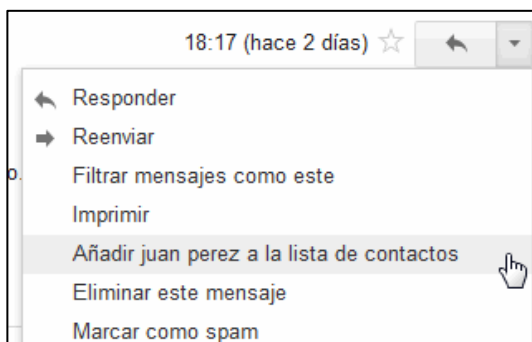 18:17 (hace 2 días)
Responder
Reenviar
o.
Filtrar mensajes como este
Imprimir
Añadir juan perez a la lista de contactos
Eliminar este mensaje
Marcar como spam